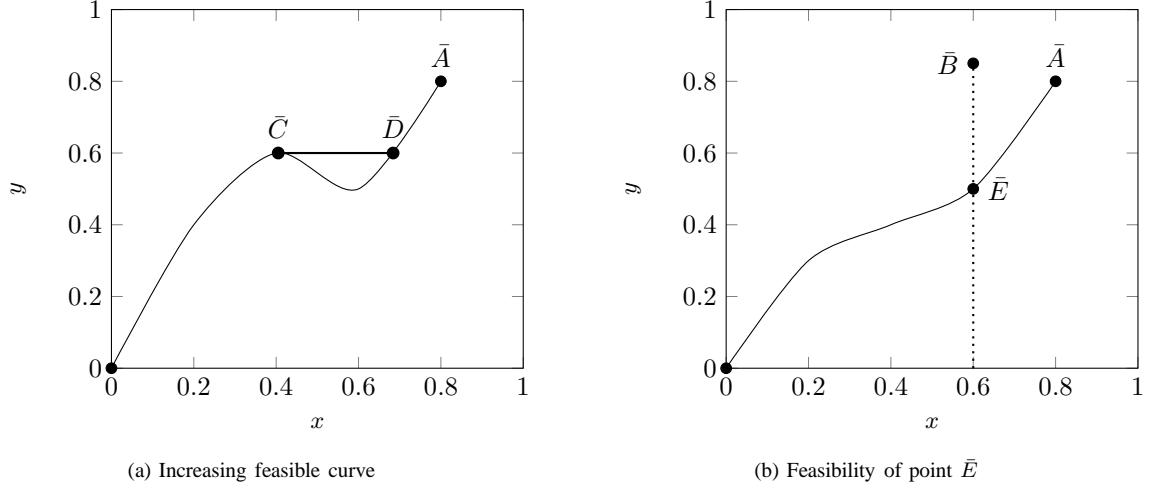 1
0.8
0.6
0.4
0.2
0
y
0 0.2 0.4 0.6 0.8 1
x
C̄
D̄
Ā
(a) Increasing feasible curve
1
0.8
0.6
0.4
0.2
0
y
0 0.2 0.4 0.6 0.8 1
x
B̄
Ā
Ē
(b) Feasibility of point Ē